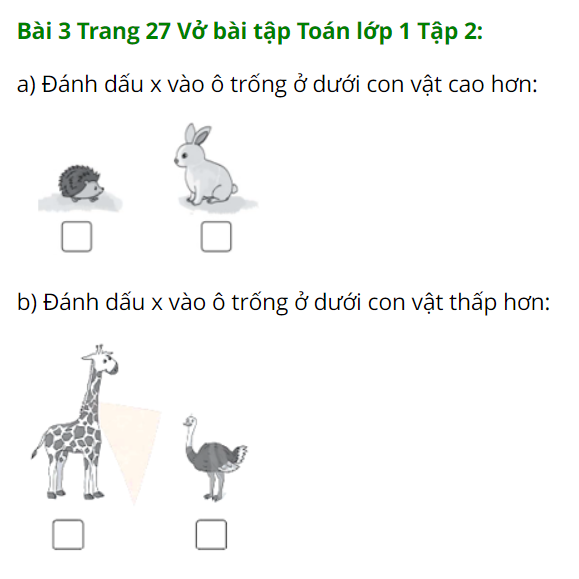 Bài 3 Trang 27 Vở bài tập Toán lớp 1 Tập 2:
a) Đánh dấu x vào ô trống ở dưới con vật cao hơn:
b) Đánh dấu x vào ô trống ở dưới con vật thấp hơn: